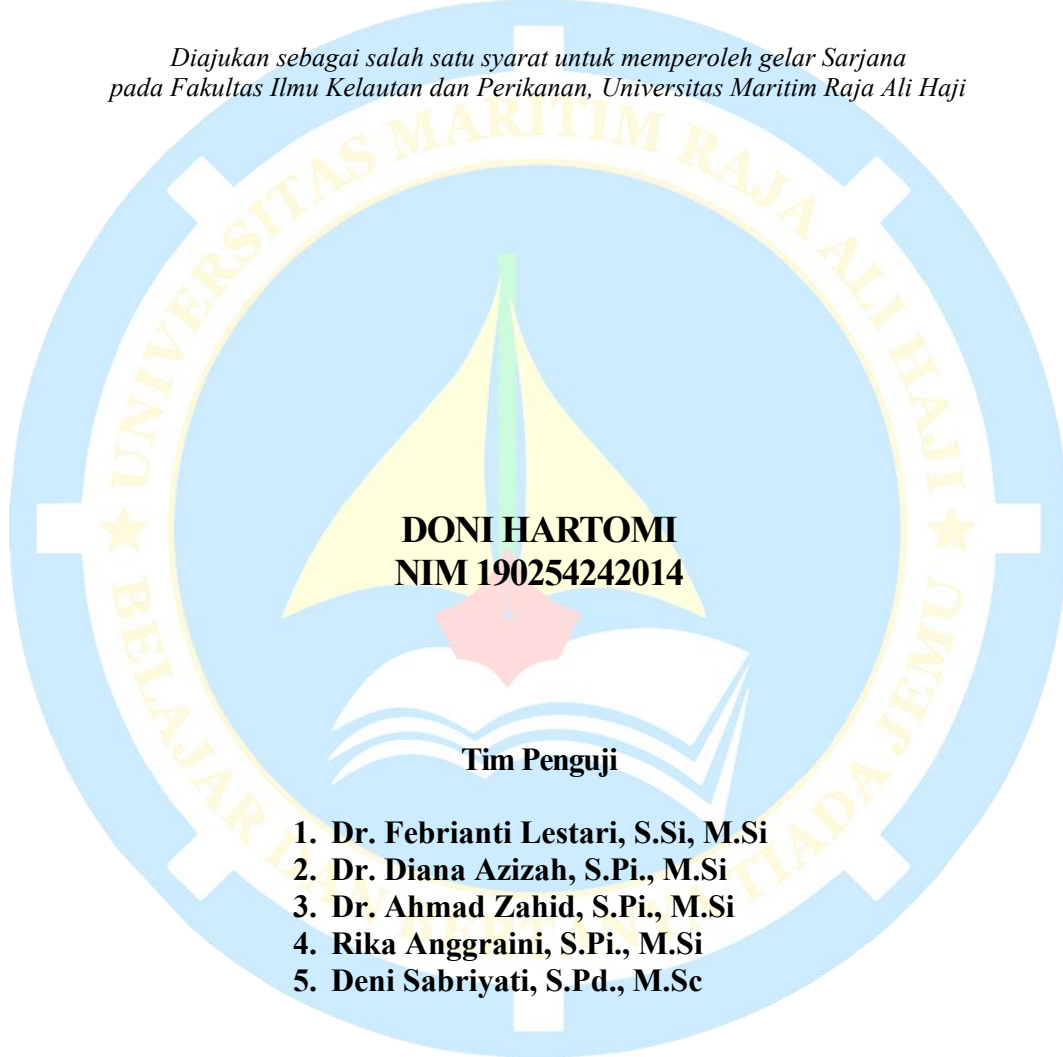 Diajukan sebagai salah satu syarat untuk memperoleh gelar Sarjana
pada Fakultas Ilmu Kelautan dan Perikanan, Universitas Maritim Raja Ali Haji
UNIVERSITAS MARITIM RAJA ALI HAJI
DONI HARTOMI
NIM 190254242014
Tim Penguji
1. Dr. Febrianti Lestari, S.Si, M.Si
2. Dr. Diana Azizah, S.Pi., M.Si
3. Dr. Ahmad Zahid, S.Pi., M.Si
4. Rika Anggraini, S.Pi., M.Si
5. Deni Sabriyati, S.Pd., M.Sc
BELAJAR DAN BERTANYA TIADA JEMU